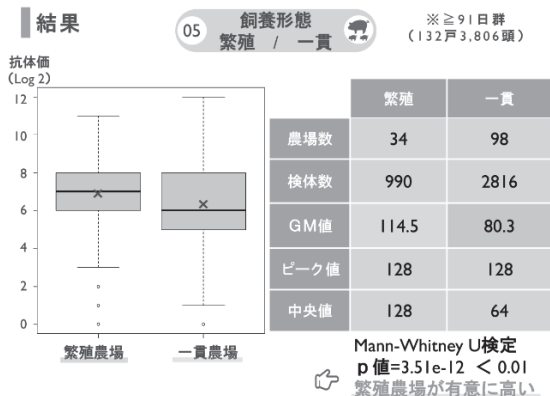 結果
05
飼養形態
繁殖 / 一貫
※≧91日群
(132戸3,806頭)
抗体価
(Log 2)
12
10
8
6
4
2
0
繁殖農場 一貫農場
繁殖 一貫
農場数 34 98
検体数 990 2816
GM値 114.5 80.3
ピーク値 128 128
中央値 128 64
Mann-Whitney U検定
p値=3.51e-12 < 0.01
繁殖農場が有意に高い